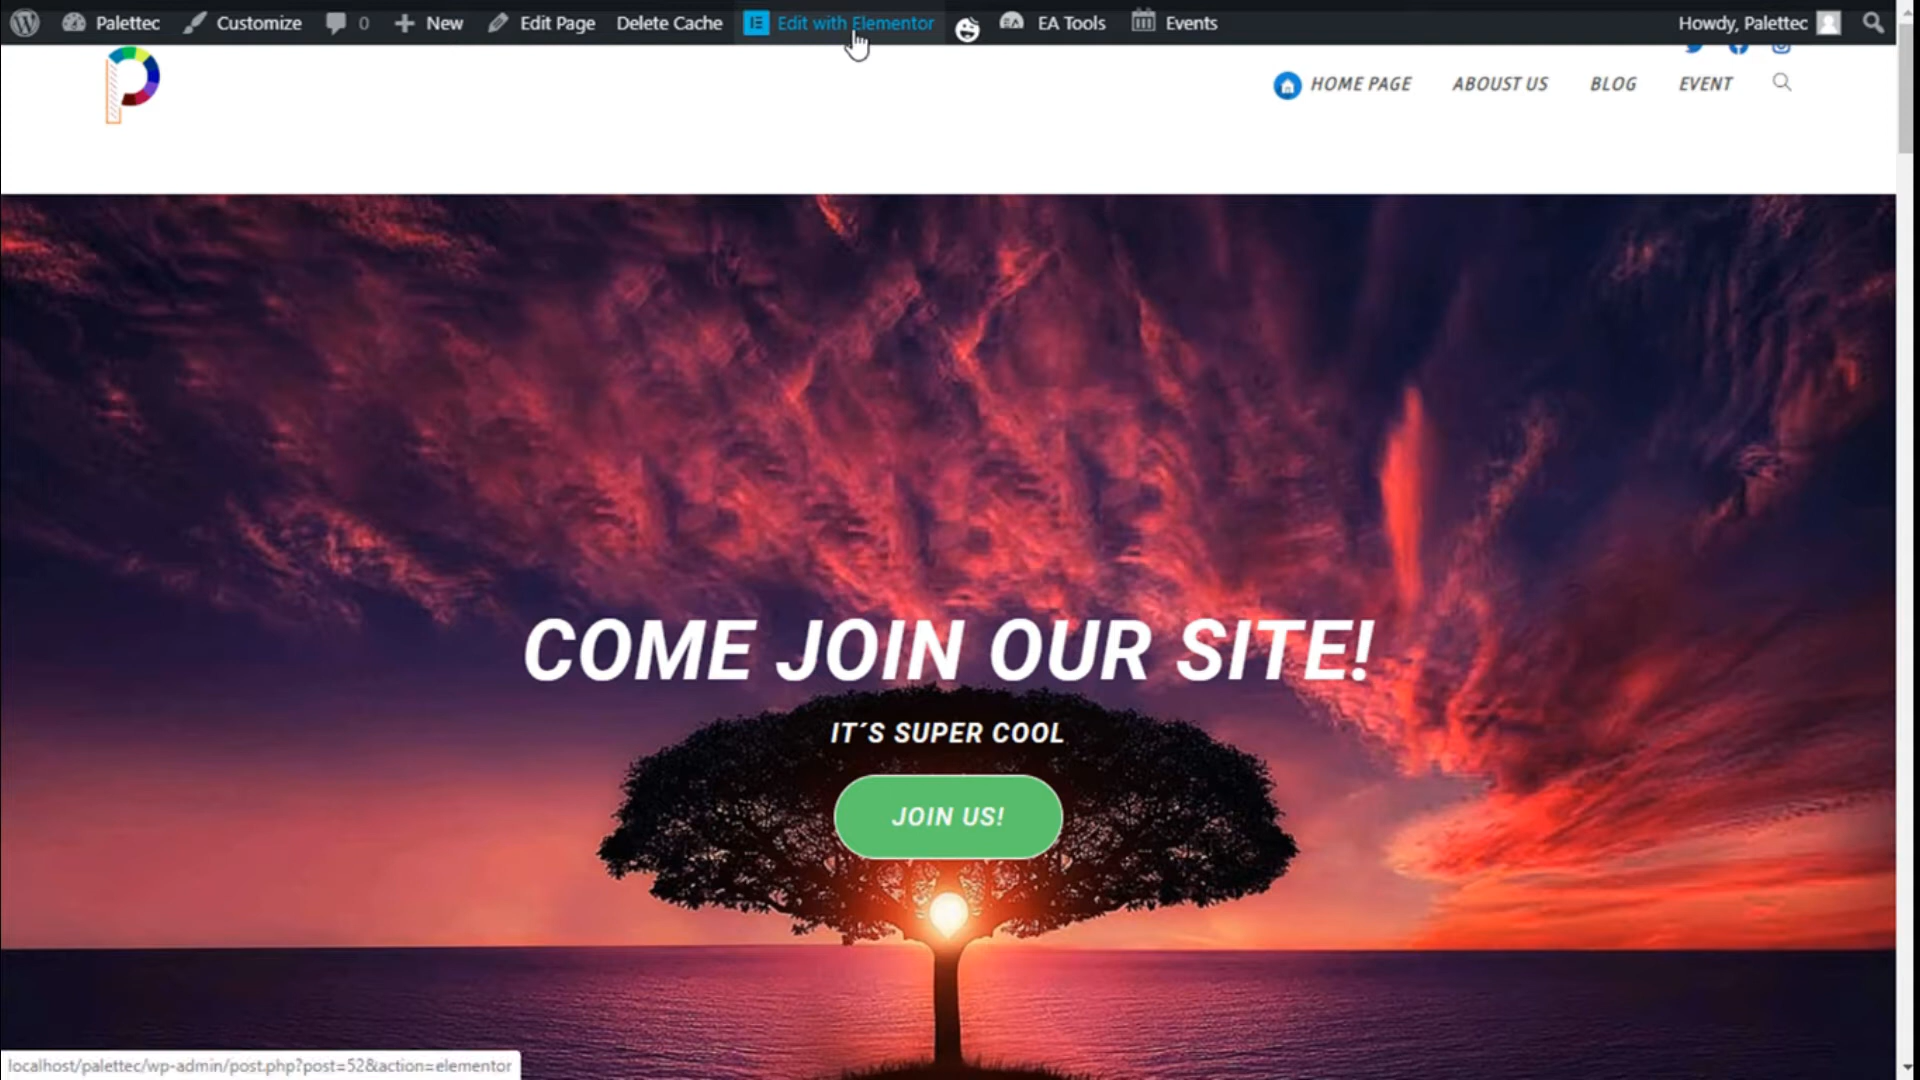 Palettec Customize 0 New Edit Page Delete Cache Edit with Elementor EA Tools Events Howdy, Palettec
HOME PAGE ABOUST US BLOG EVENT
COME JOIN OUR SITE!
IT´S SUPER COOL
JOIN US!
localhost/palettec/wp-admin/post.php?post=52&action=elementor